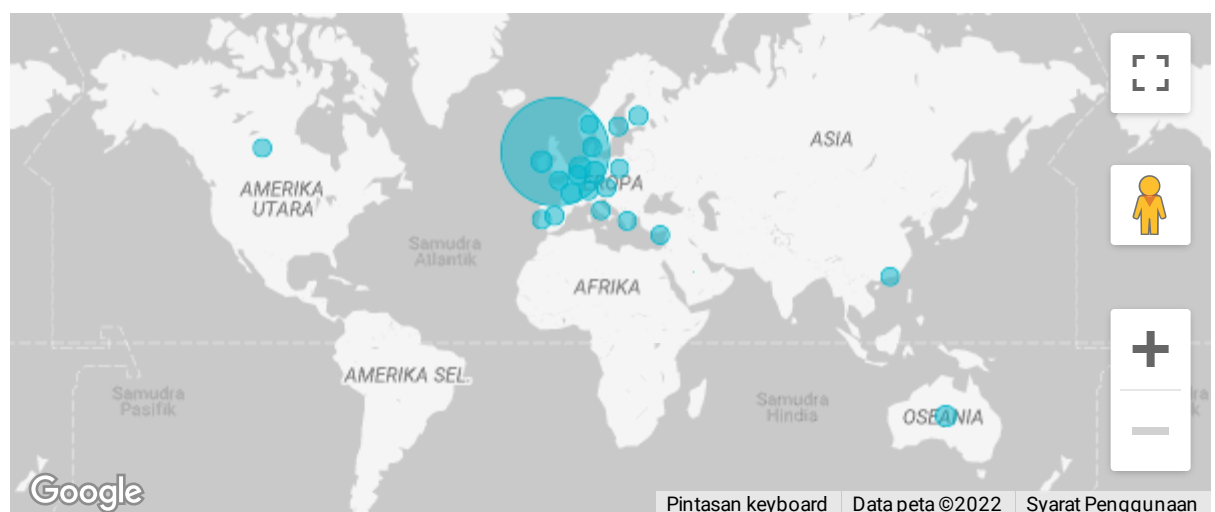 ASIA
EROPA
AMERIKA
UTARA
Samudra
Atlantik
AFRIKA
AMERIKA SEL.
Samudra
Pasifik
Samudra
Hindia
OSEANIA
Google
Pintasan keyboard
Data peta ©2022
Syarat Penggunaan